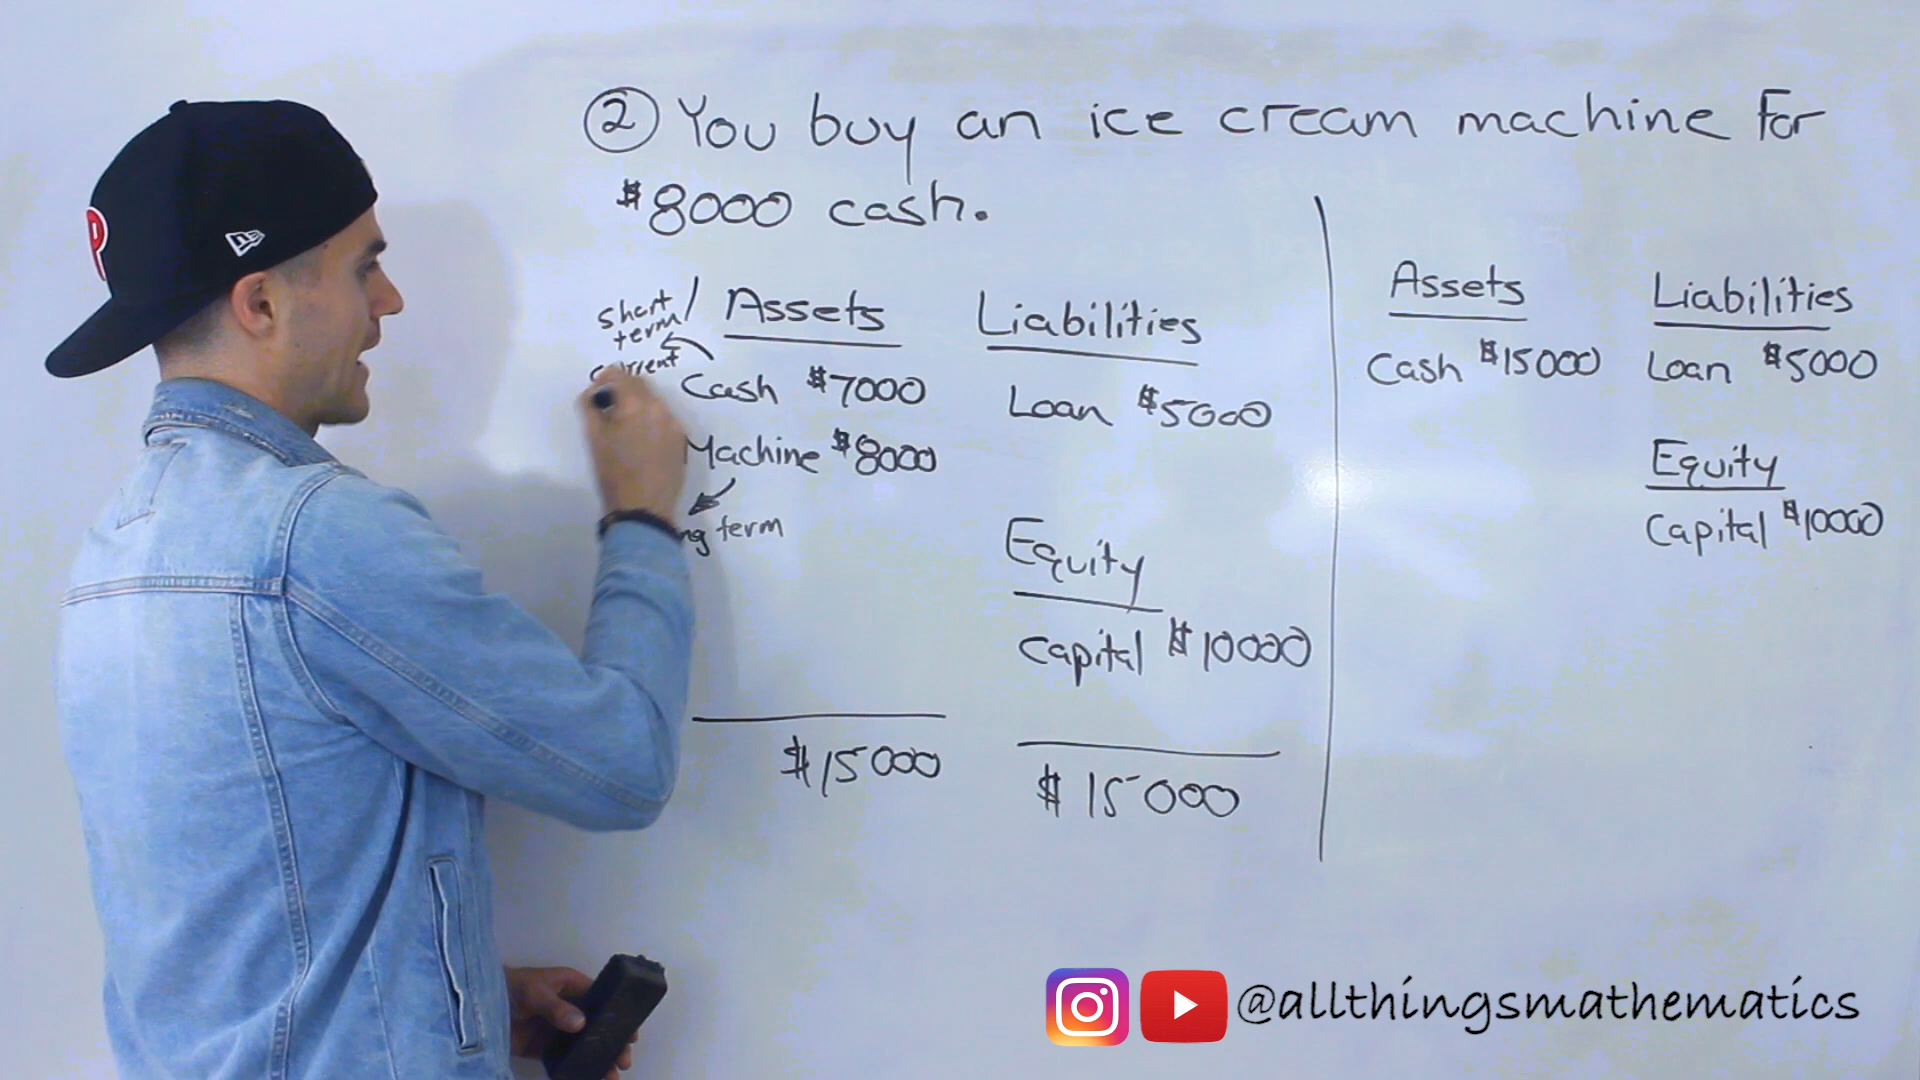 ② You buy an ice cream machine for
$8000 cash.
short
term /
current
Assets
Cash $7000
Machine $8000
term
$15000
Liabilities
Loan $5000
Equity
Capital $10000
$15000
Assets
Cash $15000
Liabilities
Loan $5000
Equity
Capital $10000
P
@allthingsmathematics